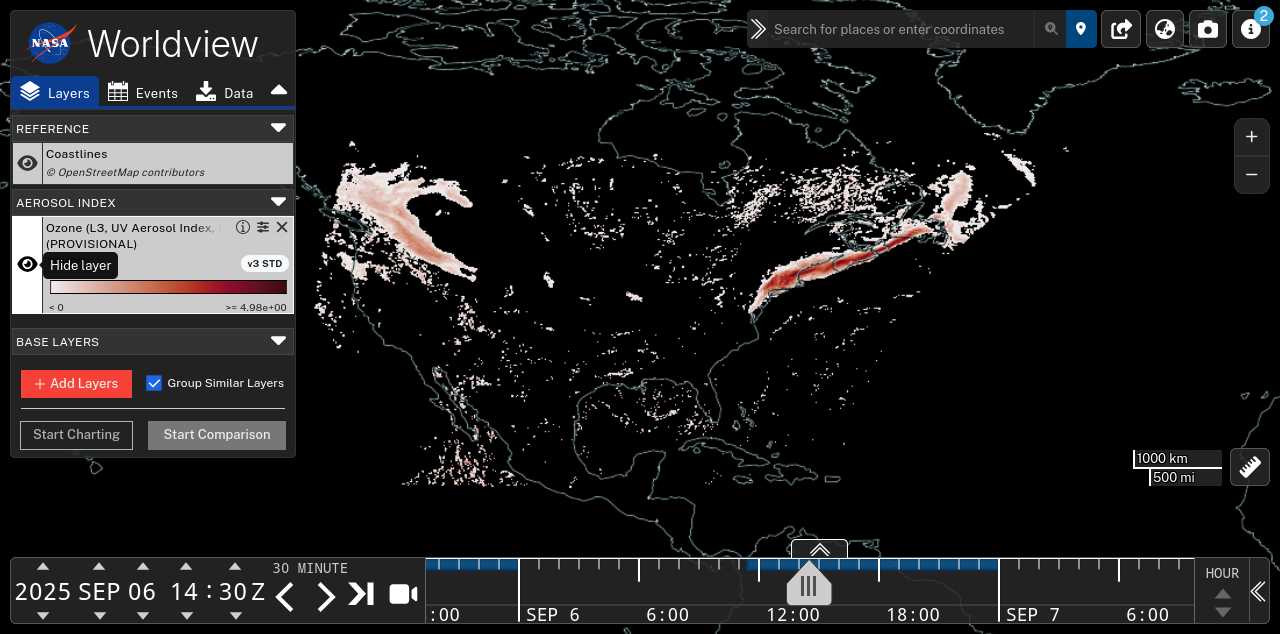 NASA
Worldview
Layers
Events
Data
REFERENCE
Coastlines
© OpenStreetMap contributors
AEROSOL INDEX
Ozone (L3, UV Aerosol Index,
(PROVISIONAL)
Hide layer
v3 STD
< 0
>= 4.98e+00
BASE LAYERS
+ Add Layers
Group Similar Layers
Start Charting
Start Comparison
Search for places or enter coordinates
2
+
−
1000 km
500 mi
2025 SEP 06 14 : 30 Z
30 MINUTE
:00
SEP 6
6:00
12:00
18:00
SEP 7
6:00
HOUR